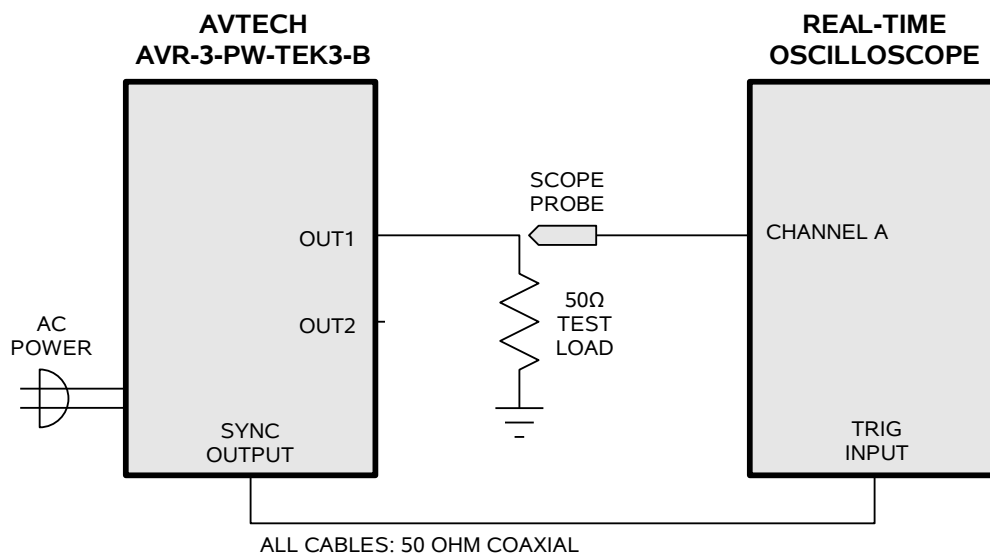 AVTECH
AVR-3-PW-TEK3-B
REAL-TIME
OSCILLOSCOPE
SCOPE
PROBE
OUT1
CHANNEL A
50Ω
TEST
LOAD
OUT2
AC
POWER
SYNC
OUTPUT
TRIG
INPUT
ALL CABLES: 50 OHM COAXIAL